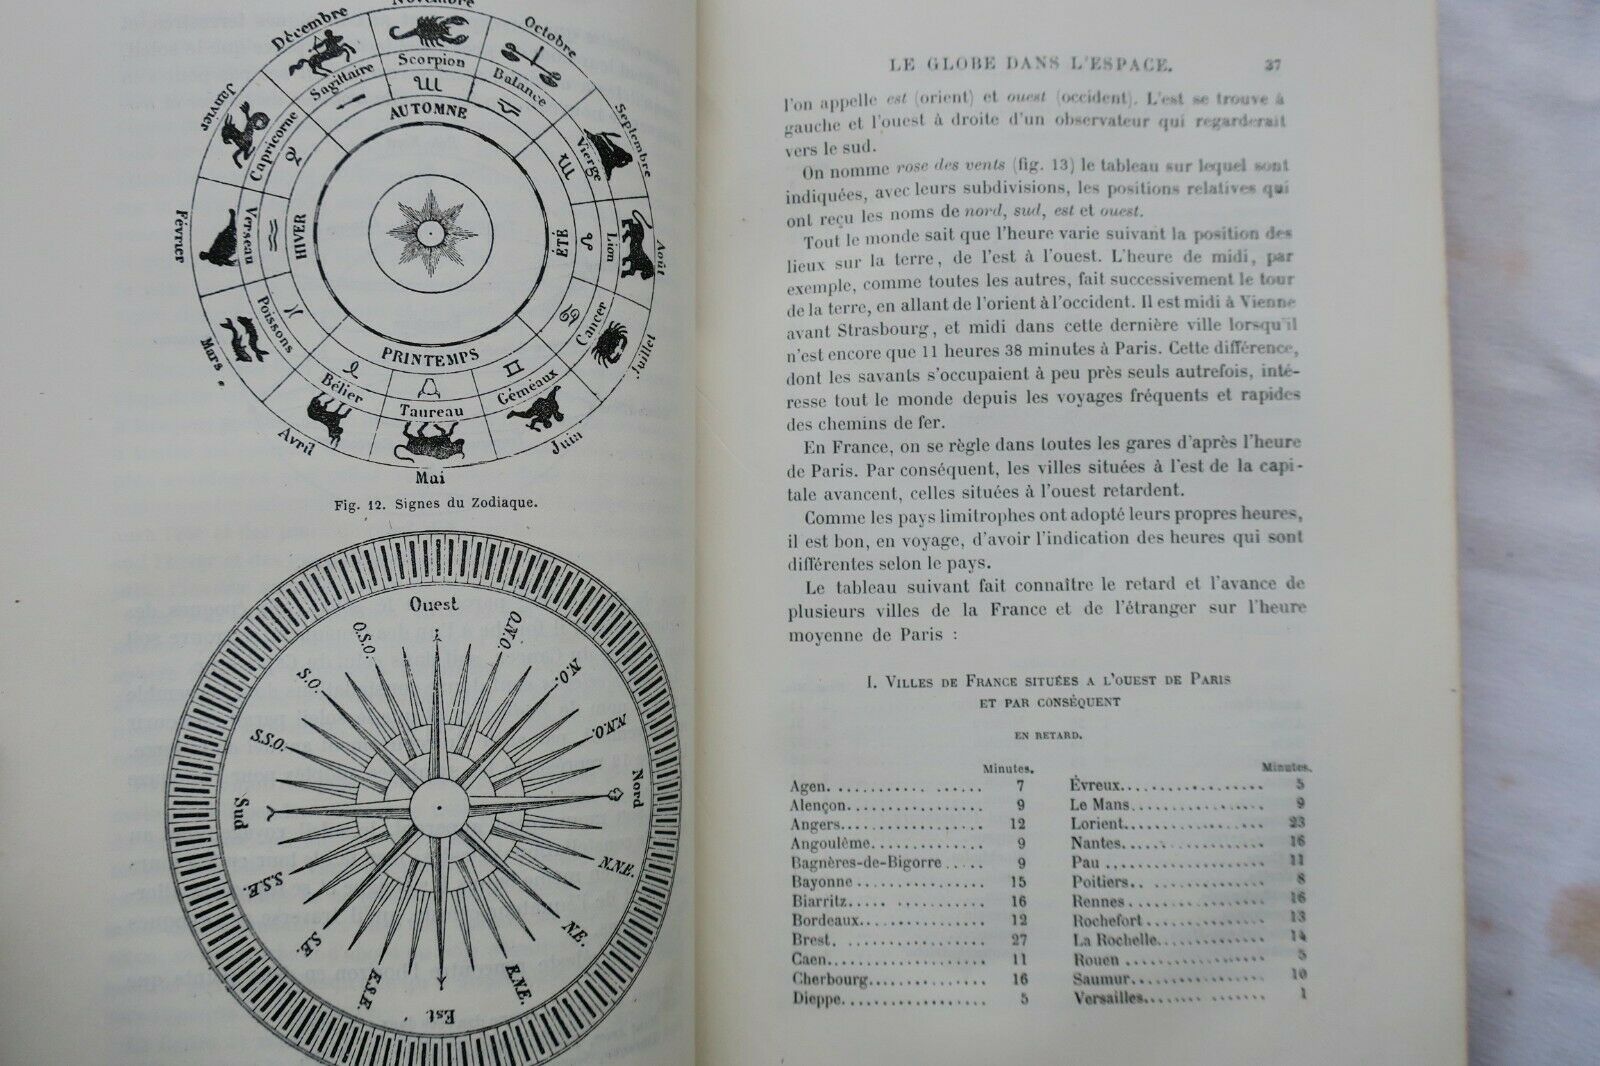 Novembre
Décembre
Octobre
Janvier
Septembre
Février
Août
Mars
Juillet
Avril
Mai
Juin
Scorpion
Sagittaire
Balance
Capricorne
Vierge
Verseau
Lion
Poissons
Cancer
Bélier
Taureau
Gémeaux
AUTOMNE
HIVER
ÉTÉ
PRINTEMPS
Fig. 12. Signes du Zodiaque.
Ouest
O.S.O.
O.N.O.
S.O.
N.O.
S.S.O.
N.N.O.
Sud
Nord
S.S.E.
N.N.E.
S.E.
N.E.
E.S.E.
E.N.E.
Est
LE GLOBE DANS L'ESPACE. 37
l'on appelle est (orient) et ouest (occident). L'est se trouve à
gauche et l'ouest à droite d'un observateur qui regarderait
vers le sud.
On nomme rose des vents (fig. 13) le tableau sur lequel sont
indiquées, avec leurs subdivisions, les positions relatives qui
ont reçu les noms de nord, sud, est et ouest.
Tout le monde sait que l'heure varie suivant la position des
lieux sur la terre, de l'est à l'ouest. L'heure de midi, par
exemple, comme toutes les autres, fait successivement le tour
de la terre, en allant de l'orient à l'occident. Il est midi à Vienne
avant Strasbourg, et midi dans cette dernière ville lorsqu'il
n'est encore que 11 heures 38 minutes à Paris. Cette différence,
dont les savants s'occupaient à peu près seuls autrefois, inté-
resse tout le monde depuis les voyages fréquents et rapides
des chemins de fer.
En France, on se règle dans toutes les gares d'après l'heure
de Paris. Par conséquent, les villes situées à l'est de la capi-
tale avancent, celles situées à l'ouest retardent.
Comme les pays limitrophes ont adopté leurs propres heures,
il est bon, en voyage, d'avoir l'indication des heures qui sont
différentes selon le pays.
Le tableau suivant fait connaître le retard et l'avance de
plusieurs villes de la France et de l'étranger sur l'heure
moyenne de Paris :
I. VILLES DE FRANCE SITUÉES A L'OUEST DE PARIS
ET PAR CONSÉQUENT
EN RETARD.
Minutes. Minutes.
Agen. 7 Évreux. 5
Alençon. 9 Le Mans. 9
Angers. 12 Lorient. 23
Angoulême. 9 Nantes. 16
Bagnères-de-Bigorre 9 Pau 11
Bayonne 15 Poitiers. 8
Biarritz. 16 Rennes 16
Bordeaux. 12 Rochefort 13
Brest. 27 La Rochelle. 14
Caen. 11 Rouen 5
Cherbourg. 16 Saumur 10
Dieppe. 5 Versailles. 1